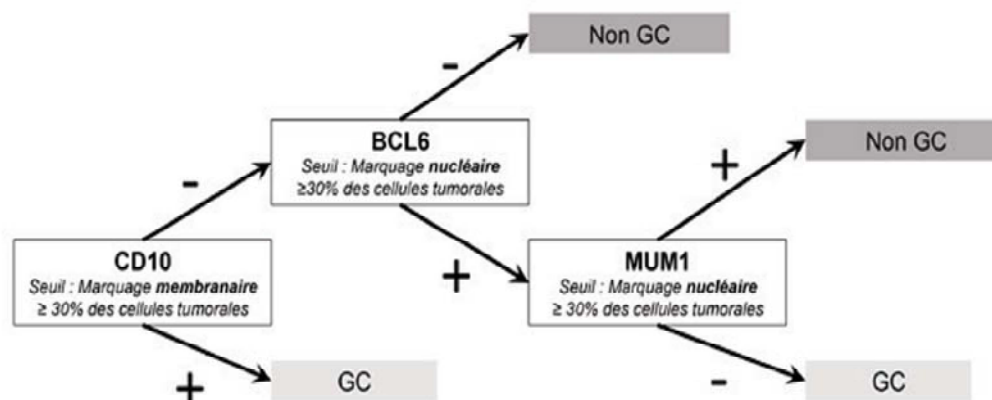 Non GC
-
BCL6
Seuil : Marquage nucléaire
≥30% des cellules tumorales
Non GC
+
-
CD10
Seuil : Marquage membranaire
≥ 30% des cellules tumorales
+
MUM1
Seuil : Marquage nucléaire
≥ 30% des cellules tumorales
+
GC
-
GC